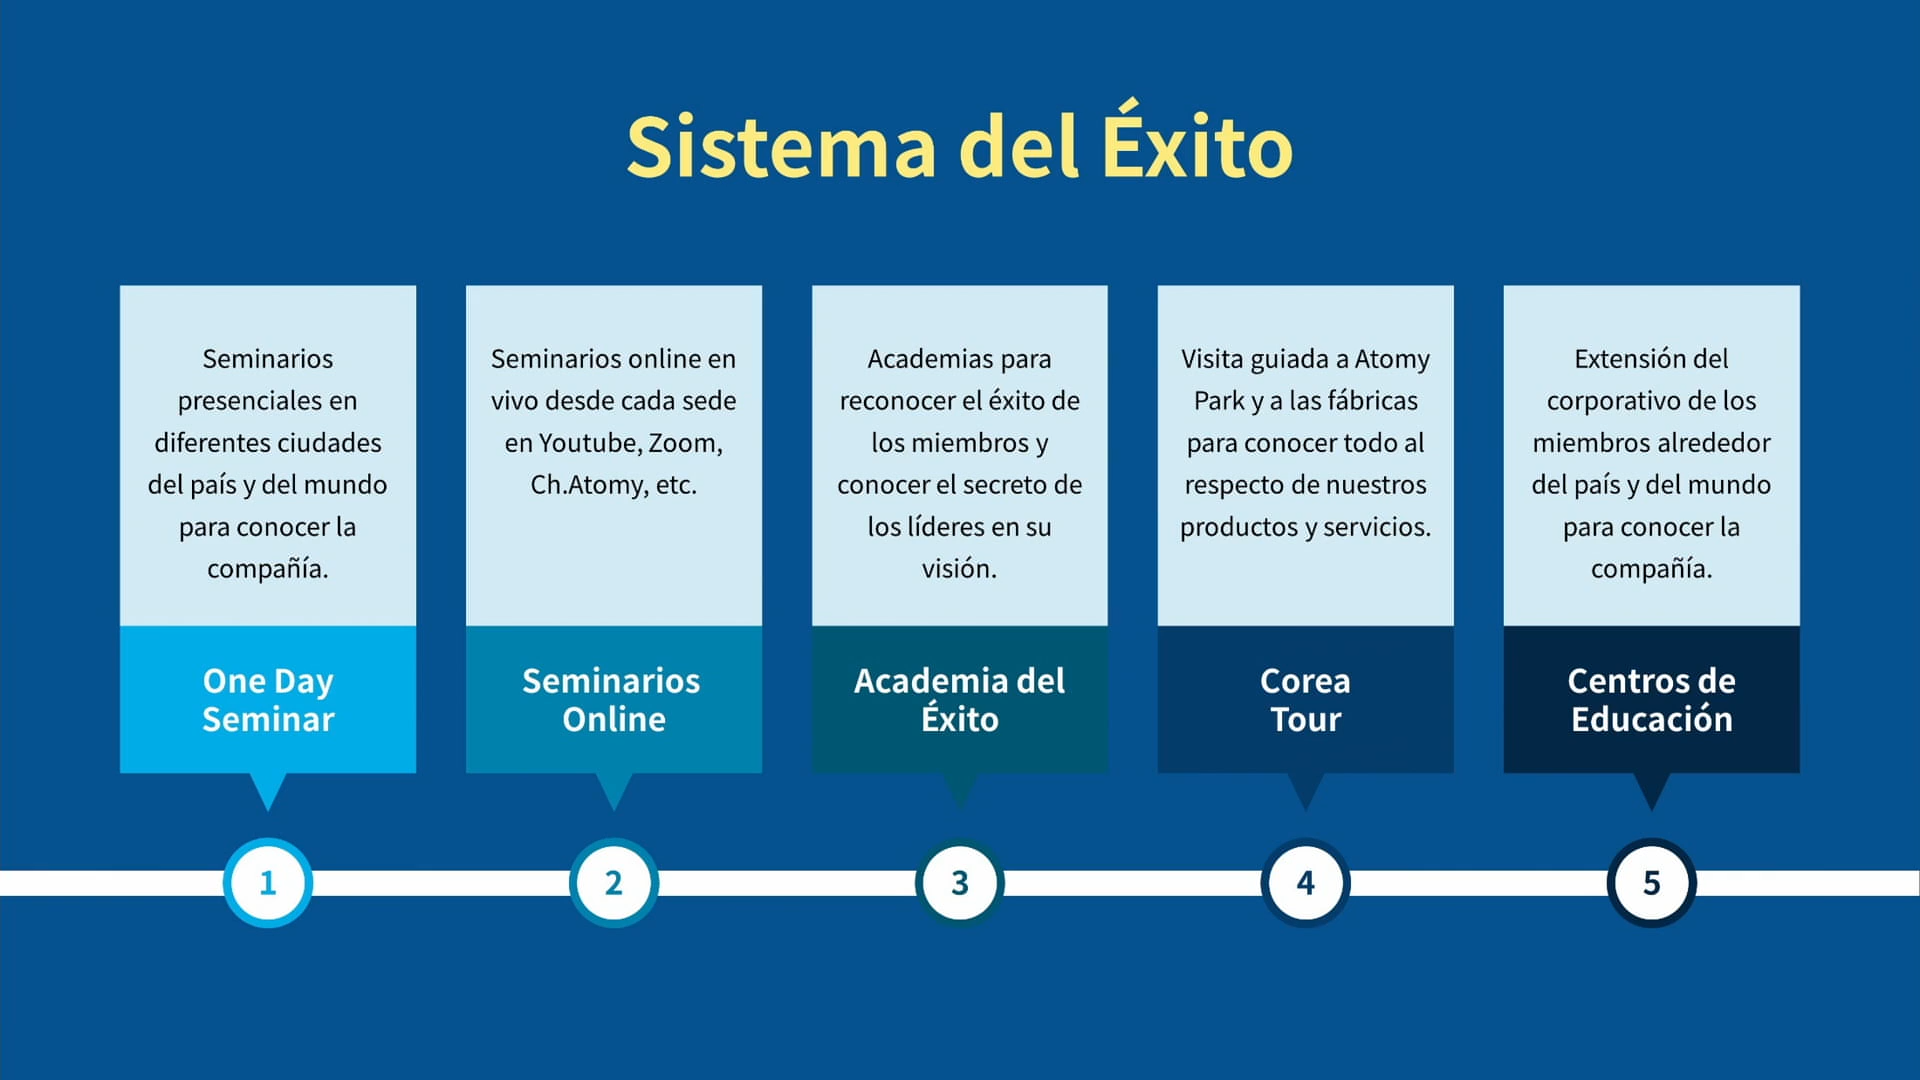 Sistema del Éxito
Seminarios
presenciales en
diferentes ciudades
del país y del mundo
para conocer la
compañía.
One Day
Seminar
1
Seminarios online en
vivo desde cada sede
en Youtube, Zoom,
Ch.Atomy, etc.
Seminarios
Online
2
Academias para
reconocer el éxito de
los miembros y
conocer el secreto de
los líderes en su
visión.
Academia del
Éxito
3
Visita guiada a Atomy
Park y a las fábricas
para conocer todo al
respecto de nuestros
productos y servicios.
Corea
Tour
4
Extensión del
corporativo de los
miembros alrededor
del país y del mundo
para conocer la
compañía.
Centros de
Educación
5